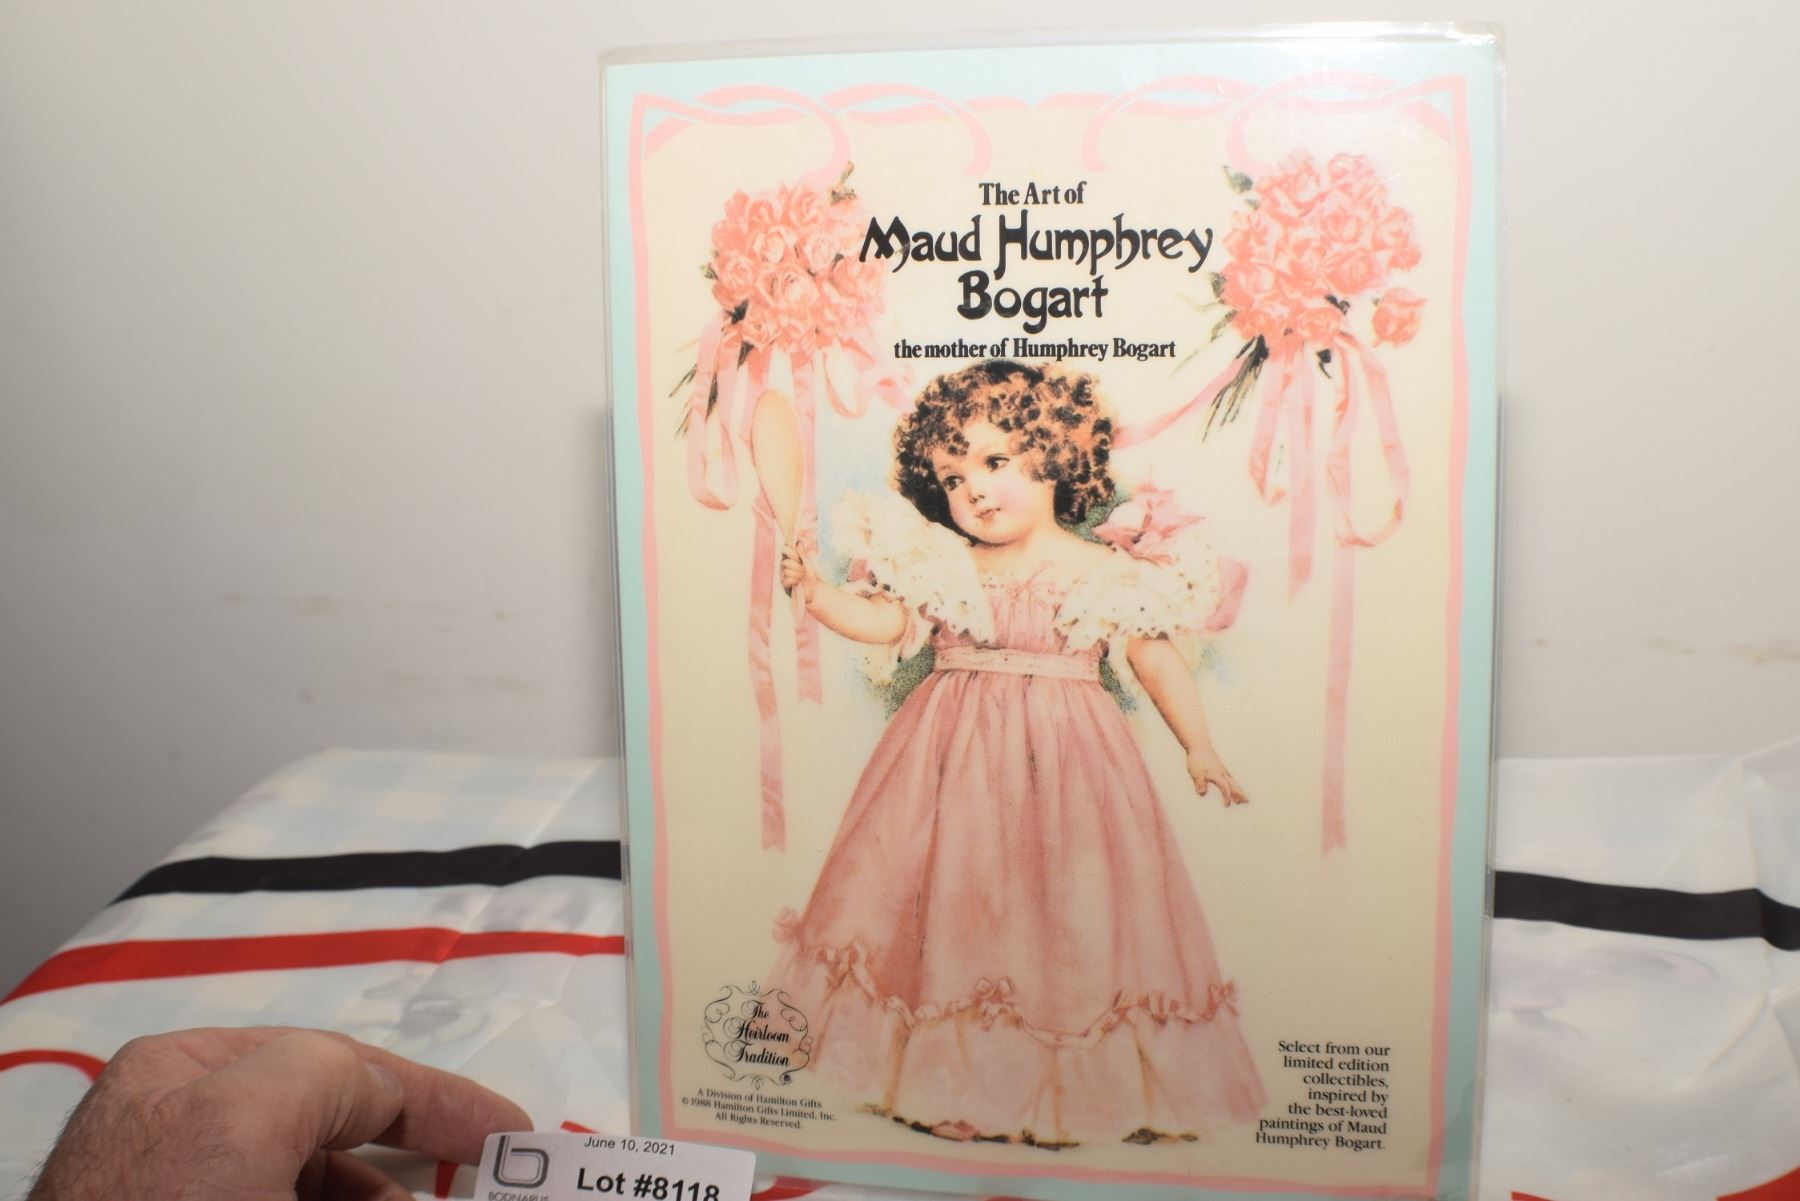 The Art of
Maud Humphrey
Bogart
the mother of Humphrey Bogart
The
Heirloom
Tradition
A Division of Hamilton Gifts
© 1988 Hamilton Gifts Limited, Inc.
All Rights Reserved.
Select from our
limited edition
collectibles,
inspired by
the best-loved
paintings of Maud
Humphrey Bogart.
June 10, 2021
Lot #8118